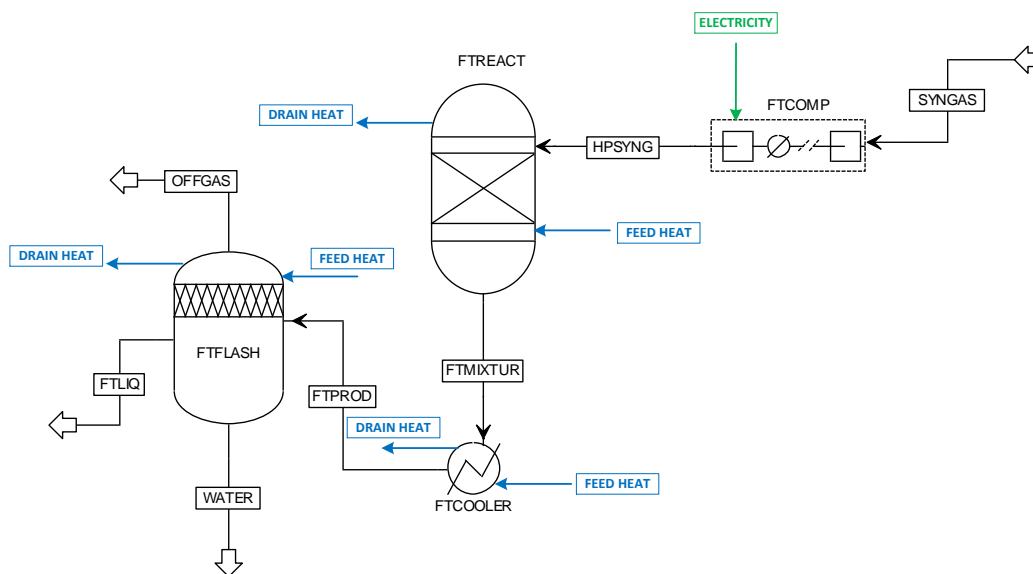 ELECTRICITY
FTREACT
SYNGAS
FTCOMP
DRAIN HEAT
HPSYNG
OFFGAS
FEED HEAT
DRAIN HEAT
FEED HEAT
FTFLASH
FTMIXTUR
FTLIQ
FTPROD
DRAIN HEAT
FEED HEAT
WATER
FTCOOLER